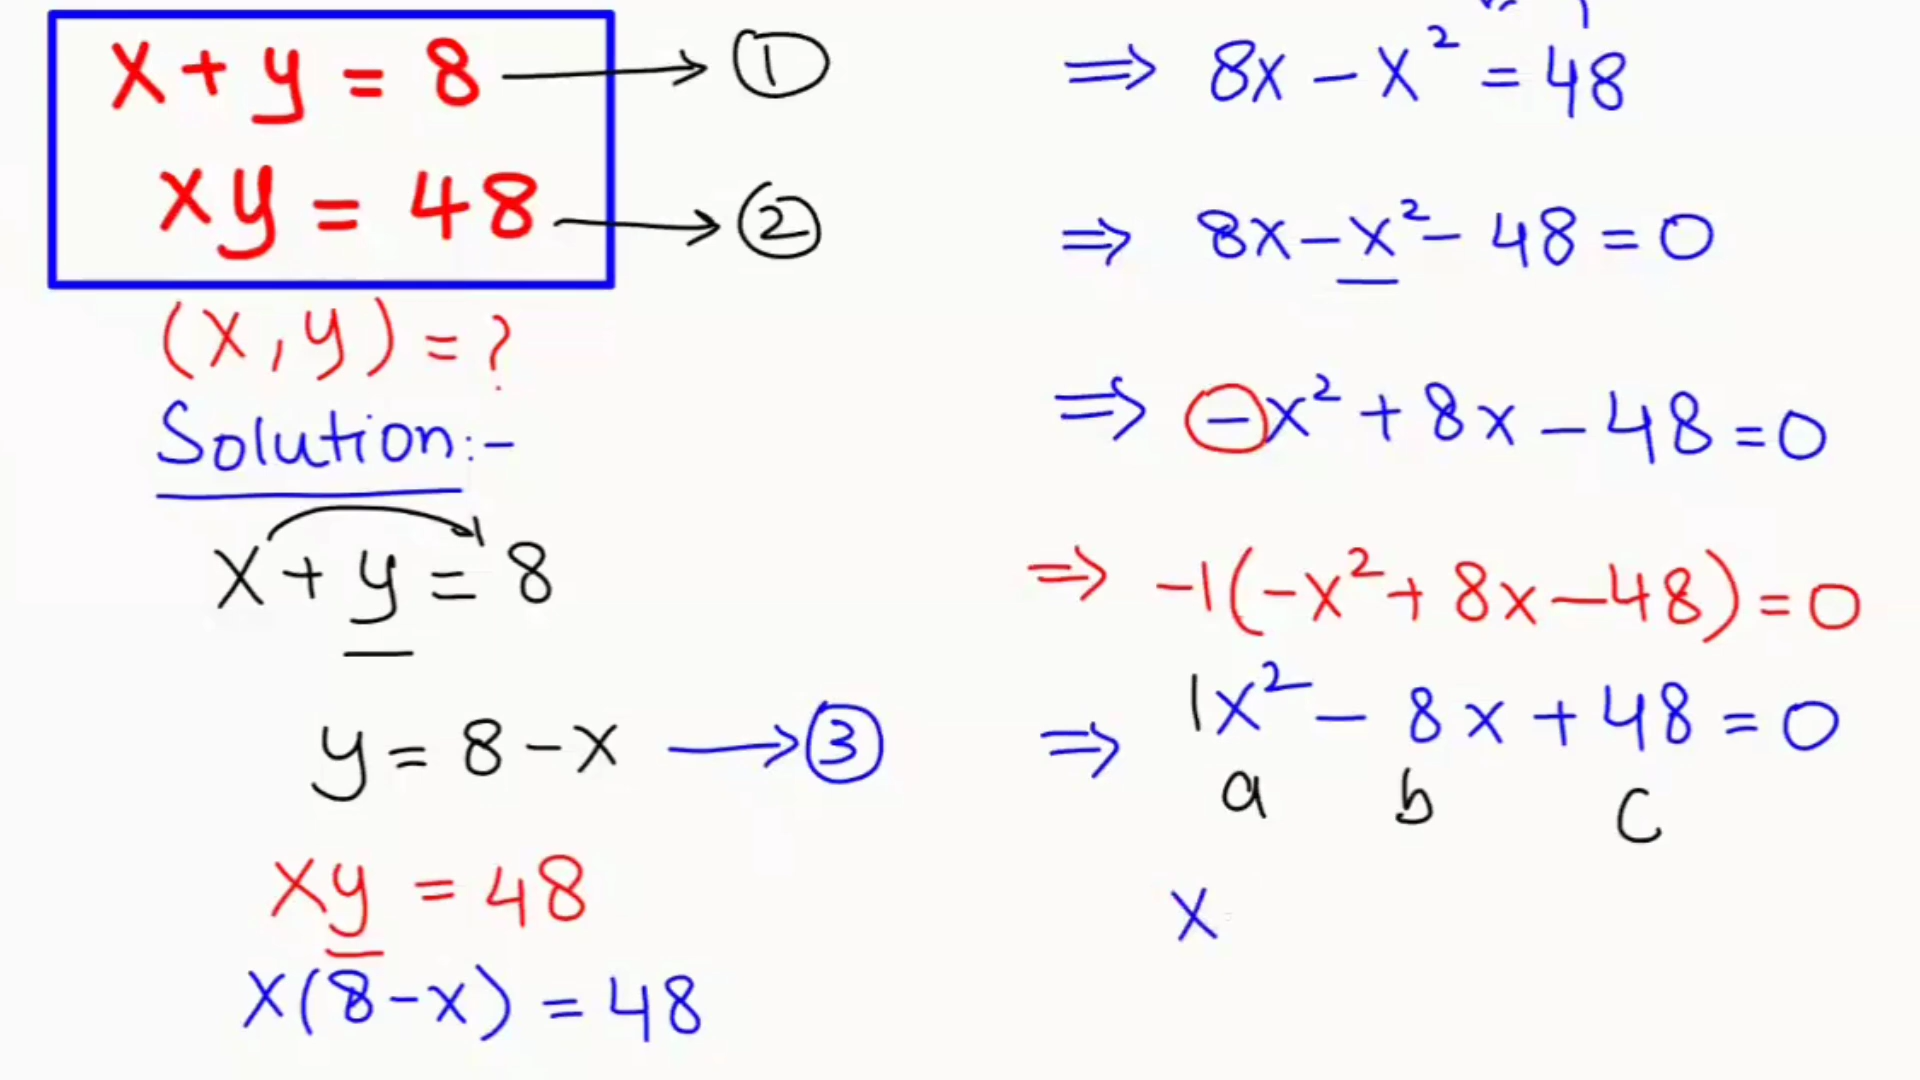 x + y = 8 → ①
xy = 48 → ②
(x, y) = ?
Solution:-
x + y = 8
y = 8 - x → ③
xy = 48
x(8 - x) = 48
⇒ 8x - x² = 48
⇒ 8x - x² - 48 = 0
⇒ -x² + 8x - 48 = 0
⇒ -1(-x² + 8x - 48) = 0
⇒ 1x² - 8x + 48 = 0
a b c
x